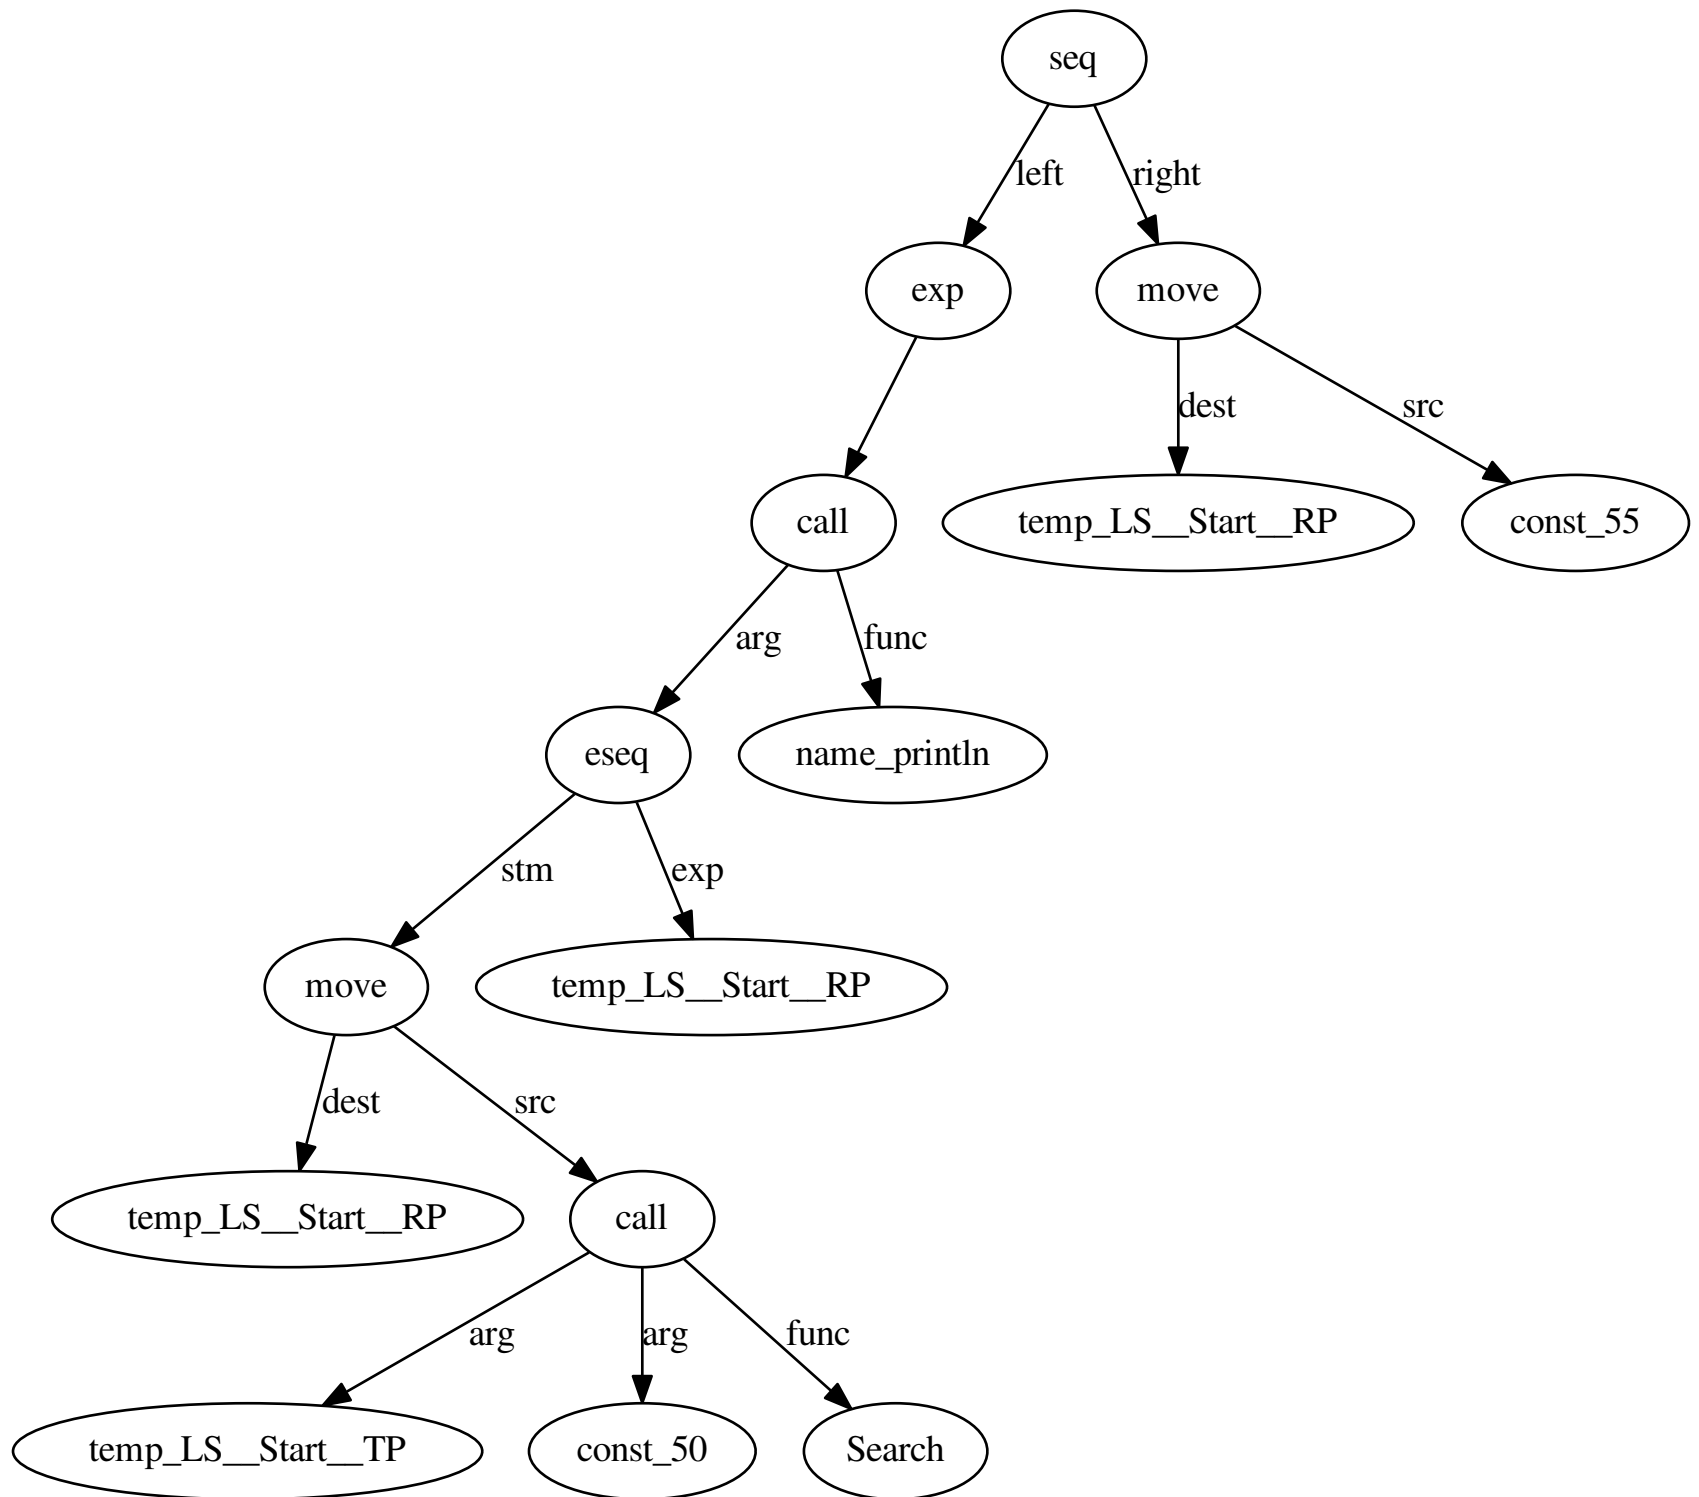 seq
left right
exp move
dest src
call temp_LS__Start__RP const_55
arg func
eseq name_println
stm exp
move temp_LS__Start__RP
dest src
temp_LS__Start__RP call
arg arg func
temp_LS__Start__TP const_50 Search